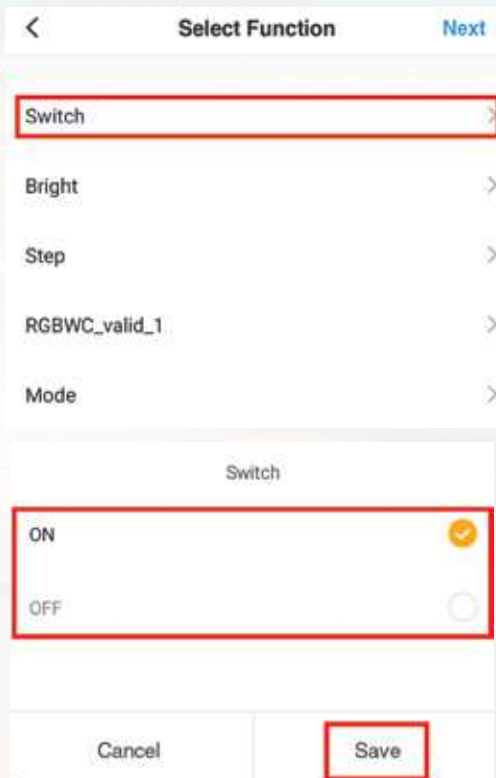 Select Function Next
Switch
Bright
Step
RGBWC_valid_1
Mode
Switch
ON
OFF
Cancel Save